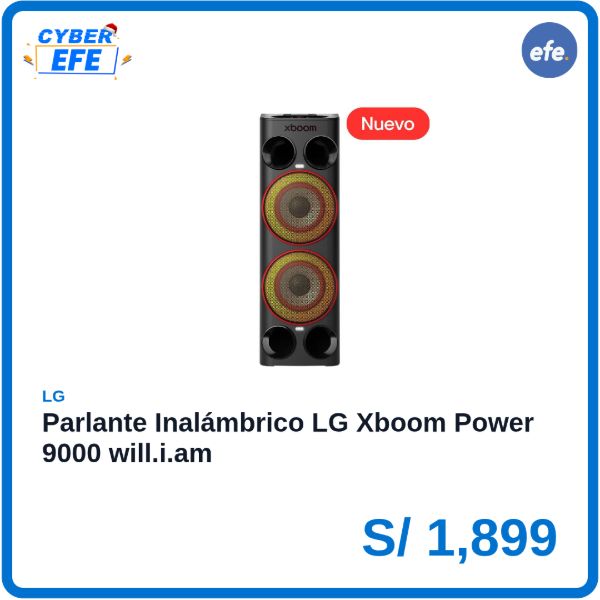 CYBER
EFE
efe.
xboom
Nuevo
LG
Parlante Inalámbrico LG Xboom Power
9000 will.i.am
S/ 1,899